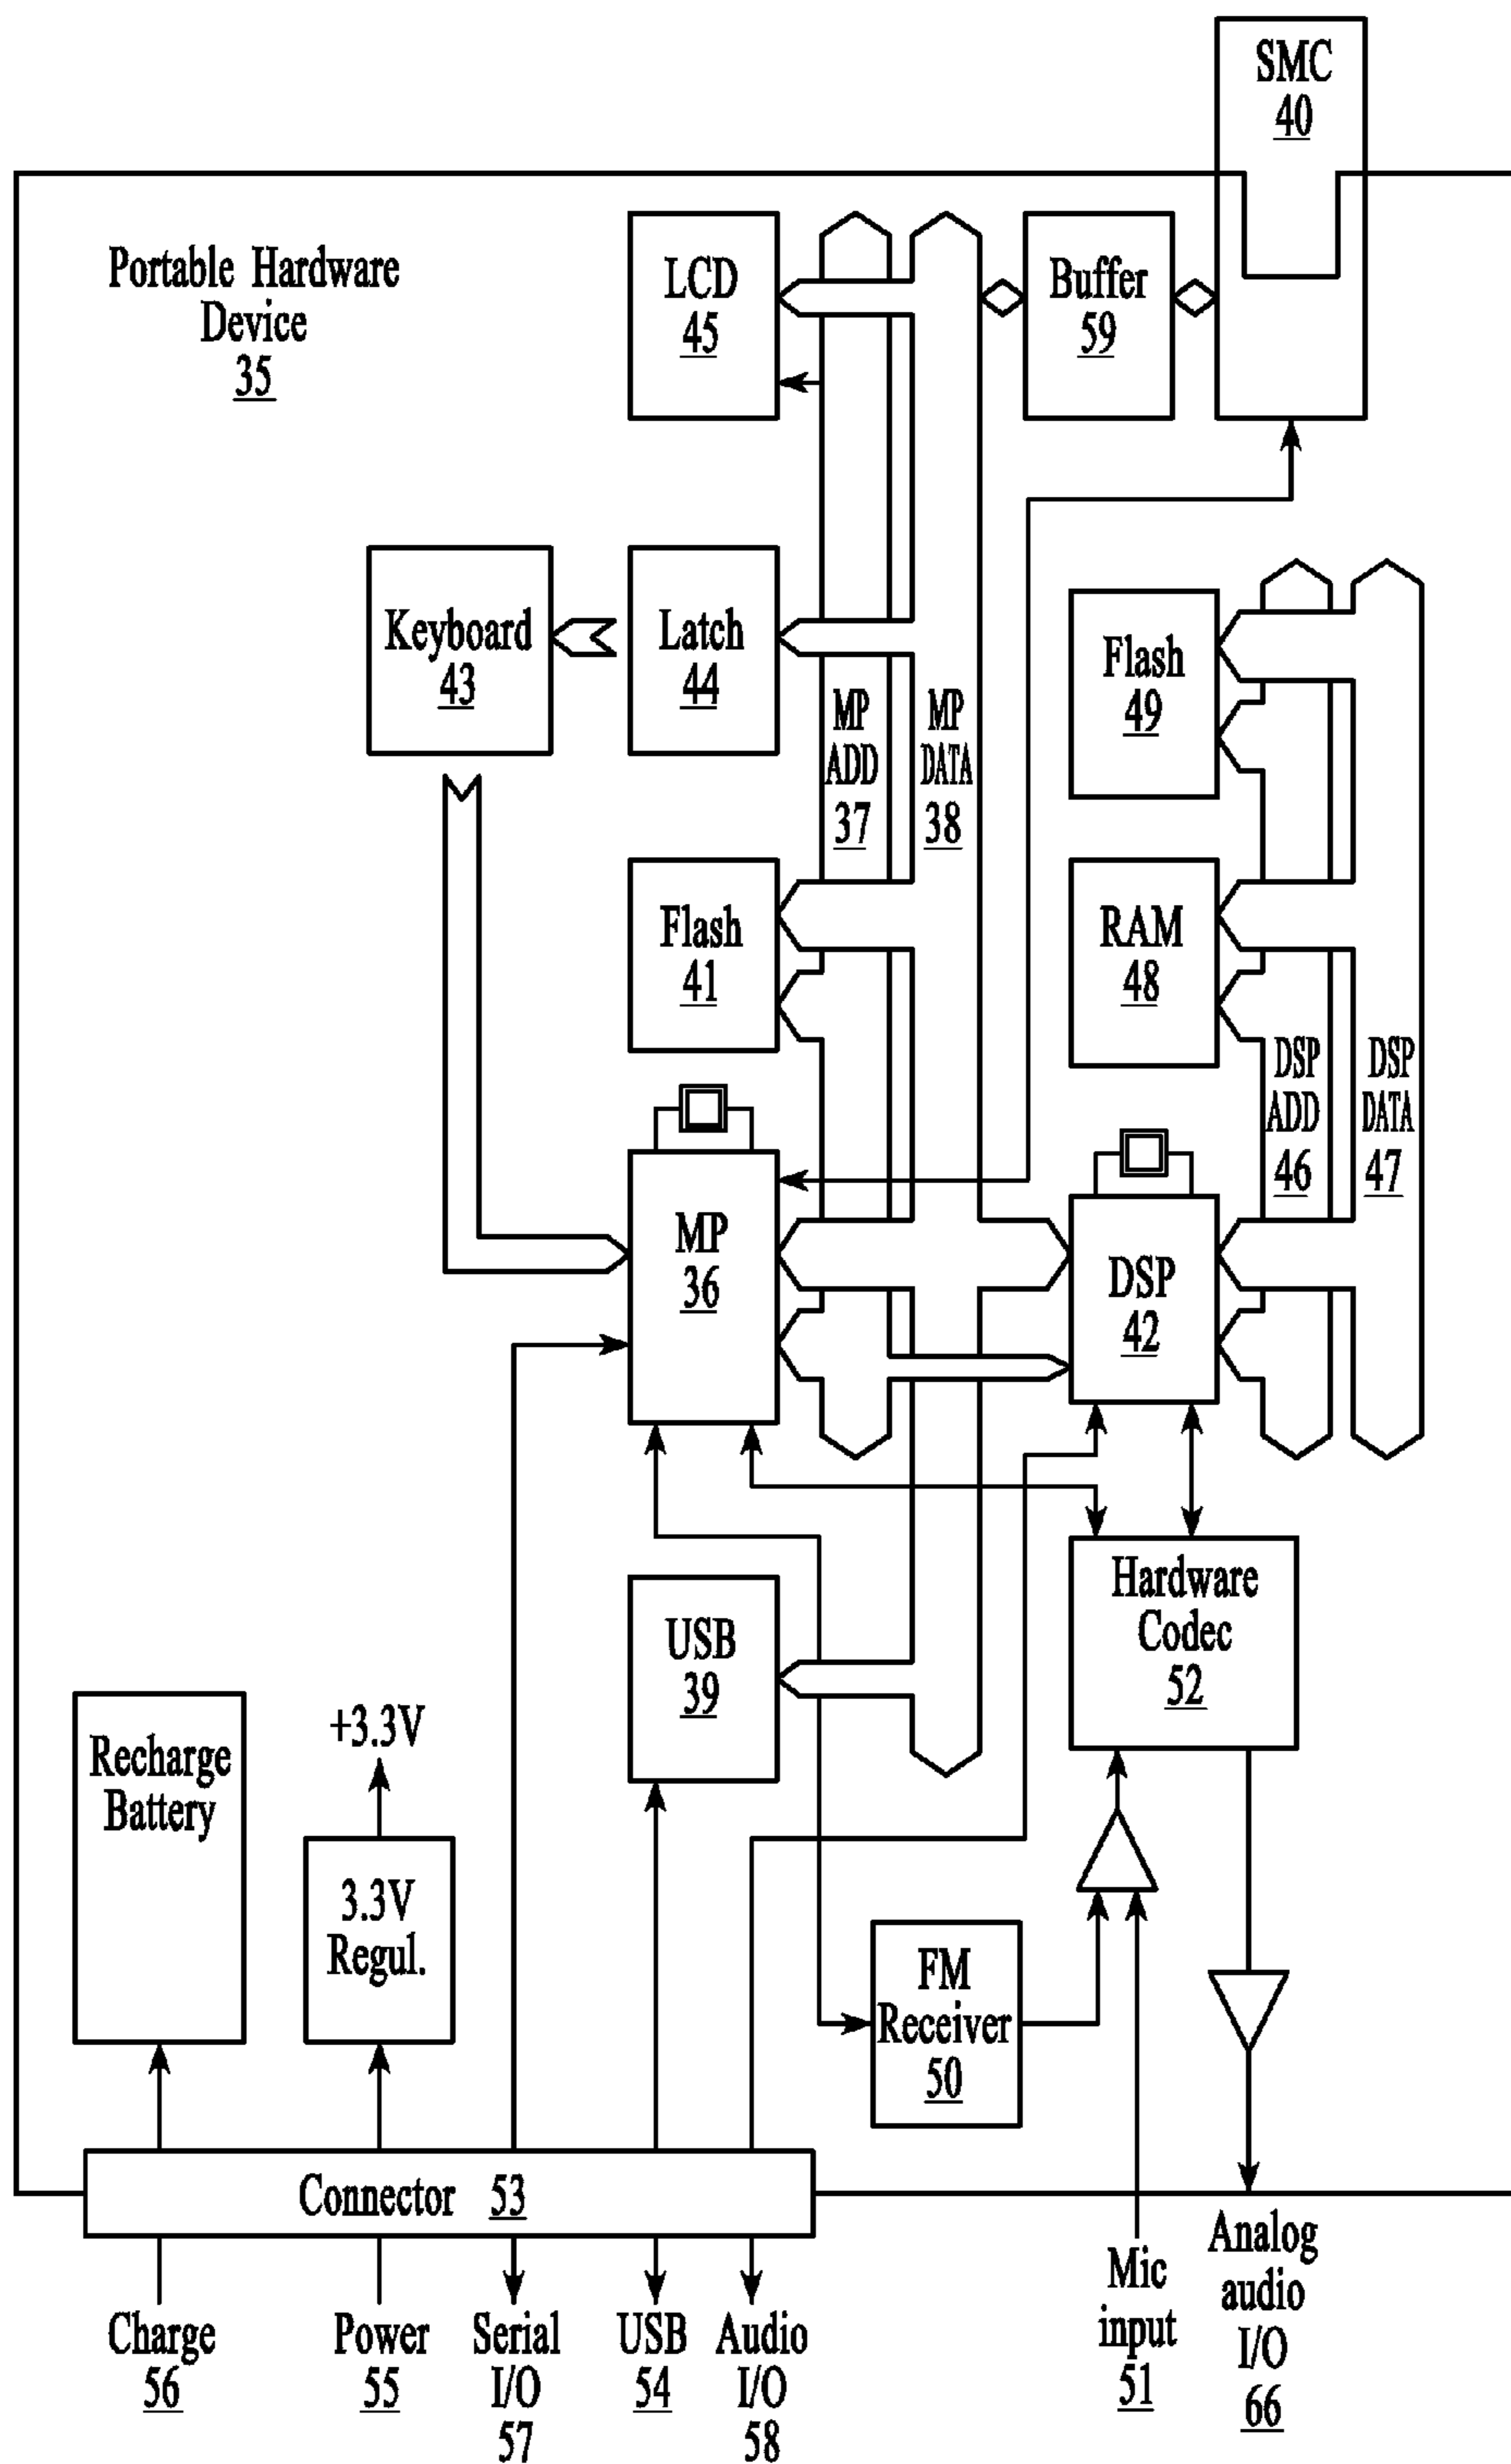 SMC
40
Portable Hardware
Device
35
LCD
45
Buffer
59
Keyboard
43
Latch
44
MP
ADD
37
MP
DATA
38
Flash
49
Flash
41
RAM
48
DSP
ADD
46
DSP
DATA
47
MP
36
DSP
42
USB
39
Hardware
Codec
52
Recharge
Battery
+3.3V
3.3V
Regul.
FM
Receiver
50
Connector 53
Charge
56
Power
55
Serial
I/O
57
USB
54
Audio
I/O
58
Mic
input
51
Analog
audio
I/O
66